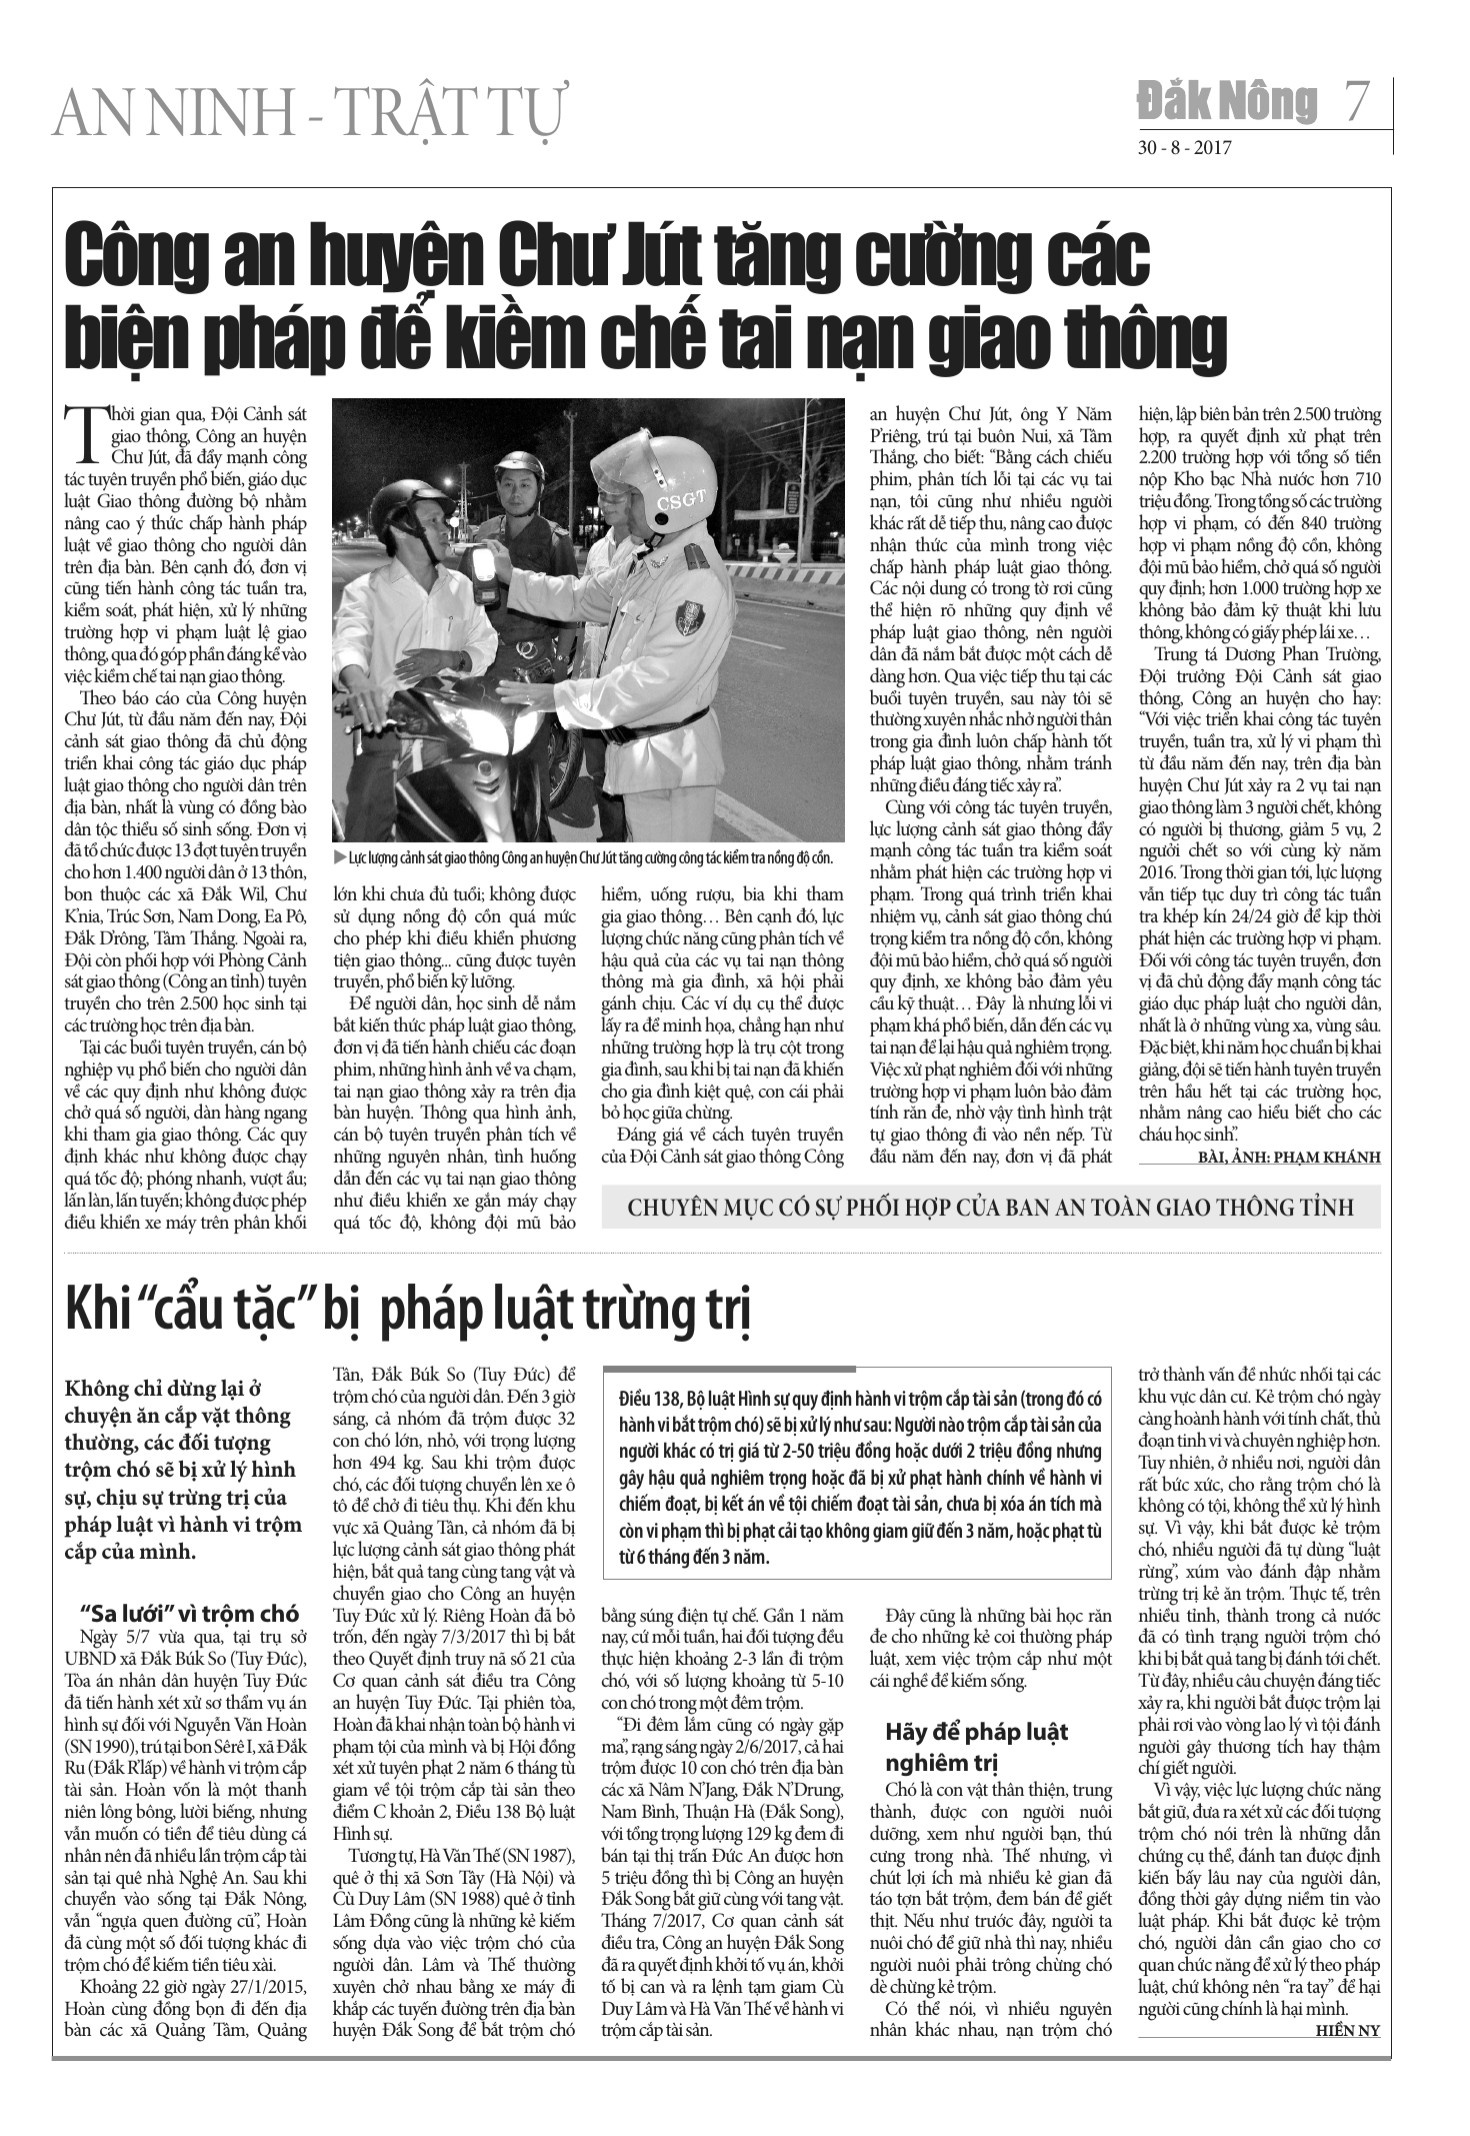 AN NINH - TRẬT TỰ
Đắk Nông 7
30 - 8 - 2017
Công an huyện Chư Jút tăng cường các
biện pháp để kiềm chế tai nạn giao thông
Thời gian qua, Đội Cảnh sát
giao thông, Công an huyện
Chư Jút, đã đẩy mạnh công
tác tuyên truyền phổ biến, giáo dục
luật Giao thông đường bộ nhằm
nâng cao ý thức chấp hành pháp
luật về giao thông cho người dân
trên địa bàn. Bên cạnh đó, đơn vị
cũng tiến hành công tác tuần tra,
kiểm soát, phát hiện, xử lý những
trường hợp vi phạm luật lệ giao
thông, qua đó góp phần đáng kể vào
việc kiềm chế tai nạn giao thông.
Theo báo cáo của Công huyện
Chư Jút, từ đầu năm đến nay, Đội
cảnh sát giao thông đã chủ động
triển khai công tác giáo dục pháp
luật giao thông cho người dân trên
địa bàn, nhất là vùng có đồng bào
dân tộc thiểu số sinh sống. Đơn vị
đã tổ chức được 13 đợt tuyên truyền
cho hơn 1.400 người dân ở 13 thôn,
bon thuộc các xã Đắk Wil, Chư
K'nia, Trúc Sơn, Nam Dong, Ea Pô,
Đắk D'rông, Tâm Thắng. Ngoài ra,
Đội còn phối hợp với Phòng Cảnh
sát giao thông (Công an tỉnh) tuyên
truyền cho trên 2.500 học sinh tại
các trường học trên địa bàn.
Tại các buổi tuyên truyền, cán bộ
nghiệp vụ phổ biến cho người dân
về các quy định như không được
chở quá số người, dàn hàng ngang
khi tham gia giao thông. Các quy
định khác như không được chạy
quá tốc độ; phóng nhanh, vượt ẩu;
lấn làn, lấn tuyến; không được phép
điều khiển xe máy trên phân khối
CSGT
▶Lực lượng cảnh sát giao thông Công an huyện Chư Jút tăng cường công tác kiểm tra nồng độ cồn.
lớn khi chưa đủ tuổi; không được
sử dụng nồng độ cồn quá mức
cho phép khi điều khiển phương
tiện giao thông... cũng được tuyên
truyền, phổ biến kỹ lưỡng.
Để người dân, học sinh dễ nắm
bắt kiến thức pháp luật giao thông,
đơn vị đã tiến hành chiếu các đoạn
phim, những hình ảnh về va chạm,
tai nạn giao thông xảy ra trên địa
bàn huyện. Thông qua hình ảnh,
cán bộ tuyên truyền phân tích về
những nguyên nhân, tình huống
dẫn đến các vụ tai nạn giao thông
như điều khiển xe gắn máy chạy
quá tốc độ, không đội mũ bảo
hiểm, uống rượu, bia khi tham
gia giao thông… Bên cạnh đó, lực
lượng chức năng cũng phân tích về
hậu quả của các vụ tai nạn thông
thông mà gia đình, xã hội phải
gánh chịu. Các ví dụ cụ thể được
lấy ra để minh họa, chẳng hạn như
những trường hợp là trụ cột trong
gia đình, sau khi bị tai nạn đã khiến
cho gia đình kiệt quệ, con cái phải
bỏ học giữa chừng.
Đáng giá về cách tuyên truyền
của Đội Cảnh sát giao thông Công
an huyện Chư Jút, ông Y Năm
P'riêng, trú tại buôn Nui, xã Tâm
Thắng, cho biết: “Bằng cách chiếu
phim, phân tích lỗi tại các vụ tai
nạn, tôi cũng như nhiều người
khác rất dễ tiếp thu, nâng cao được
nhận thức của mình trong việc
chấp hành pháp luật giao thông.
Các nội dung có trong tờ rơi cũng
thể hiện rõ những quy định về
pháp luật giao thông, nên người
dân đã nắm bắt được một cách dễ
dàng hơn. Qua việc tiếp thu tại các
buổi tuyên truyền, sau này tôi sẽ
thường xuyên nhắc nhở người thân
trong gia đình luôn chấp hành tốt
pháp luật giao thông, nhằm tránh
những điều đáng tiếc xảy ra”.
Cùng với công tác tuyên truyền,
lực lượng cảnh sát giao thông đẩy
mạnh công tác tuần tra kiểm soát
nhằm phát hiện các trường hợp vi
phạm. Trong quá trình triển khai
nhiệm vụ, cảnh sát giao thông chú
trọng kiểm tra nồng độ cồn, không
đội mũ bảo hiểm, chở quá số người
quy định, xe không bảo đảm yêu
cầu kỹ thuật… Đây là nhưng lỗi vi
phạm khá phổ biến, dẫn đến các vụ
tai nạn để lại hậu quả nghiêm trọng.
Việc xử phạt nghiêm đối với những
trường hợp vi phạm luôn bảo đảm
tính răn đe, nhờ vậy tình hình trật
tự giao thông đi vào nền nếp. Từ
đầu năm đến nay, đơn vị đã phát
hiện, lập biên bản trên 2.500 trường
hợp, ra quyết định xử phạt trên
2.200 trường hợp với tổng số tiền
nộp Kho bạc Nhà nước hơn 710
triệu đồng. Trong tổng số các trường
hợp vi phạm, có đến 840 trường
hợp vi phạm nồng độ cồn, không
đội mũ bảo hiểm, chở quá số người
quy định; hơn 1.000 trường hợp xe
không bảo đảm kỹ thuật khi lưu
thông, không có giấy phép lái xe…
Trung tá Dương Phan Trường,
Đội trưởng Đội Cảnh sát giao
thông, Công an huyện cho hay:
“Với việc triển khai công tác tuyên
truyền, tuần tra, xử lý vi phạm thì
từ đầu năm đến nay, trên địa bàn
huyện Chư Jút xảy ra 2 vụ tai nạn
giao thông làm 3 người chết, không
có người bị thương, giảm 5 vụ, 2
người chết so với cùng kỳ năm
2016. Trong thời gian tới, lực lượng
vẫn tiếp tục duy trì công tác tuần
tra khép kín 24/24 giờ để kịp thời
phát hiện các trường hợp vi phạm.
Đối với công tác tuyên truyền, đơn
vị đã chủ động đẩy mạnh công tác
giáo dục pháp luật cho người dân,
nhất là ở những vùng xa, vùng sâu.
Đặc biệt, khi năm học chuẩn bị khai
giảng, đội sẽ tiến hành tuyên truyền
trên hầu hết tại các trường học,
nhằm nâng cao hiểu biết cho các
cháu học sinh”.
BÀI, ẢNH: PHẠM KHÁNH
CHUYÊN MỤC CÓ SỰ PHỐI HỢP CỦA BAN AN TOÀN GIAO THÔNG TỈNH
Khi “cẩu tặc” bị pháp luật trừng trị
Không chỉ dừng lại ở
chuyện ăn cắp vặt thông
thường, các đối tượng
trộm chó sẽ bị xử lý hình
sự, chịu sự trừng trị của
pháp luật vì hành vi trộm
cắp của mình.
“Sa lưới” vì trộm chó
Ngày 5/7 vừa qua, tại trụ sở
UBND xã Đắk Búk So (Tuy Đức),
Tòa án nhân dân huyện Tuy Đức
đã tiến hành xét xử sơ thẩm vụ án
hình sự đối với Nguyễn Văn Hoàn
(SN 1990), trú tại bon Sêrê I, xã Đắk
Ru (Đắk R'lấp) về hành vi trộm cắp
tài sản. Hoàn vốn là một thanh
niên lông bông, lười biếng, nhưng
vẫn muốn có tiền để tiêu dùng cá
nhân nên đã nhiều lần trộm cắp tài
sản tại quê nhà Nghệ An. Sau khi
chuyển vào sống tại Đắk Nông,
vẫn “ngựa quen đường cũ”, Hoàn
đã cùng một số đối tượng khác đi
trộm chó để kiếm tiền tiêu xài.
Khoảng 22 giờ ngày 27/1/2015,
Hoàn cùng đồng bọn đi đến địa
bàn các xã Quảng Tâm, Quảng
Tân, Đắk Búk So (Tuy Đức) để
trộm chó của người dân. Đến 3 giờ
sáng, cả nhóm đã trộm được 32
con chó lớn, nhỏ, với trọng lượng
hơn 494 kg. Sau khi trộm được
chó, các đối tượng chuyển lên xe ô
tô để chở đi tiêu thụ. Khi đến khu
vực xã Quảng Tân, cả nhóm đã bị
lực lượng cảnh sát giao thông phát
hiện, bắt quả tang cùng tang vật và
chuyển giao cho Công an huyện
Tuy Đức xử lý. Riêng Hoàn đã bỏ
trốn, đến ngày 7/3/2017 thì bị bắt
theo Quyết định truy nã số 21 của
Cơ quan cảnh sát điều tra Công
an huyện Tuy Đức. Tại phiên tòa,
Hoàn đã khai nhận toàn bộ hành vi
phạm tội của mình và bị Hội đồng
xét xử tuyên phạt 2 năm 6 tháng tù
giam về tội trộm cắp tài sản theo
điểm C khoản 2, Điều 138 Bộ luật
Hình sự.
Tương tự, Hà Văn Thế (SN 1987),
quê ở thị xã Sơn Tây (Hà Nội) và
Cù Duy Lâm (SN 1988) quê ở tỉnh
Lâm Đồng cũng là những kẻ kiếm
sống dựa vào việc trộm chó của
người dân. Lâm và Thế thường
xuyên chở nhau bằng xe máy đi
khắp các tuyến đường trên địa bàn
huyện Đắk Song để bắt trộm chó
Điều 138, Bộ luật Hình sự quy định hành vi trộm cắp tài sản (trong đó có
hành vi bắt trộm chó) sẽ bị xử lý như sau: Người nào trộm cắp tài sản của
người khác có trị giá từ 2-50 triệu đồng hoặc dưới 2 triệu đồng nhưng
gây hậu quả nghiêm trọng hoặc đã bị xử phạt hành chính về hành vi
chiếm đoạt, bị kết án về tội chiếm đoạt tài sản, chưa bị xóa án tích mà
còn vi phạm thì bị phạt cải tạo không giam giữ đến 3 năm, hoặc phạt tù
từ 6 tháng đến 3 năm.
bằng súng điện tự chế. Gần 1 năm
nay, cứ mỗi tuần, hai đối tượng đều
thực hiện khoảng 2-3 lần đi trộm
chó, với số lượng khoảng từ 5-10
con chó trong một đêm trộm.
“Đi đêm lắm cũng có ngày gặp
ma”, rạng sáng ngày 2/6/2017, cả hai
trộm được 10 con chó trên địa bàn
các xã Nâm N'Jang, Đắk N'Drung,
Nam Bình, Thuận Hà (Đắk Song),
với tổng trọng lượng 129 kg đem đi
bán tại thị trấn Đức An được hơn
5 triệu đồng thì bị Công an huyện
Đắk Song bắt giữ cùng với tang vật.
Tháng 7/2017, Cơ quan cảnh sát
điều tra, Công an huyện Đắk Song
đã ra quyết định khởi tố vụ án, khởi
tố bị can và ra lệnh tạm giam Cù
Duy Lâm và Hà Văn Thế về hành vi
trộm cắp tài sản.
Đây cũng là những bài học răn
đe cho những kẻ coi thường pháp
luật, xem việc trộm cắp như một
cái nghề để kiếm sống.
Hãy để pháp luật
nghiêm trị
Chó là con vật thân thiện, trung
thành, được con người nuôi
dưỡng, xem như người bạn, thú
cưng trong nhà. Thế nhưng, vì
chút lợi ích mà nhiều kẻ gian đã
táo tợn bắt trộm, đem bán để giết
thịt. Nếu như trước đây, người ta
nuôi chó để giữ nhà thì nay, nhiều
người nuôi phải trông chừng chó
dè chừng kẻ trộm.
Có thể nói, vì nhiều nguyên
nhân khác nhau, nạn trộm chó
trở thành vấn đề nhức nhối tại các
khu vực dân cư. Kẻ trộm chó ngày
càng hoành hành với tính chất, thủ
đoạn tinh vi và chuyên nghiệp hơn.
Tuy nhiên, ở nhiều nơi, người dân
rất bức xức, cho rằng trộm chó là
không có tội, không thể xử lý hình
sự. Vì vậy, khi bắt được kẻ trộm
chó, nhiều người đã tự dùng “luật
rừng”, xúm vào đánh đập nhằm
trừng trị kẻ ăn trộm. Thực tế, trên
nhiều tỉnh, thành trong cả nước
đã có tình trạng người trộm chó
khi bị bắt quả tang bị đánh tới chết.
Từ đây, nhiều câu chuyện đáng tiếc
xảy ra, khi người bắt được trộm lại
phải rơi vào vòng lao lý vì tội đánh
người gây thương tích hay thậm
chí giết người.
Vì vậy, việc lực lượng chức năng
bắt giữ, đưa ra xét xử các đối tượng
trộm chó nói trên là những dẫn
chứng cụ thể, đánh tan được định
kiến bấy lâu nay của người dân,
đồng thời gây dựng niềm tin vào
luật pháp. Khi bắt được kẻ trộm
chó, người dân cần giao cho cơ
quan chức năng để xử lý theo pháp
luật, chứ không nên “ra tay” để hại
người cũng chính là hại mình.
HIỀN NY